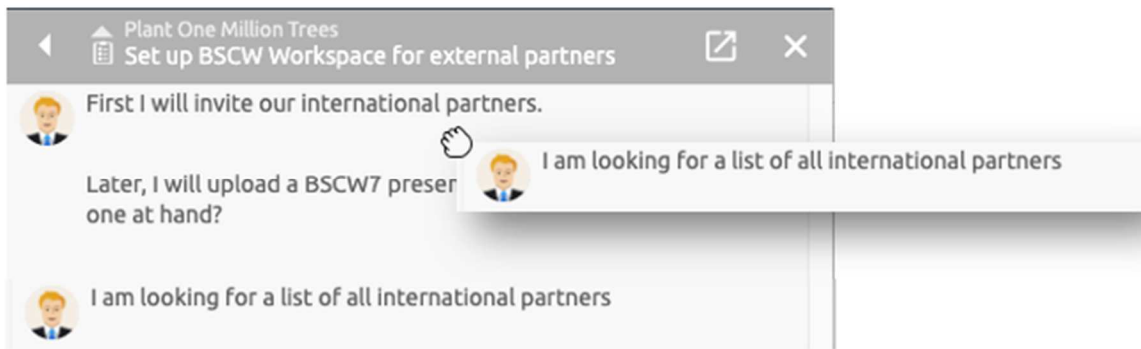 Plant One Million Trees
Set up BSCW Workspace for external partners
First I will invite our international partners.
I am looking for a list of all international partners
Later, I will upload a BSCW7
one at hand?
I am looking for a list of all international partners